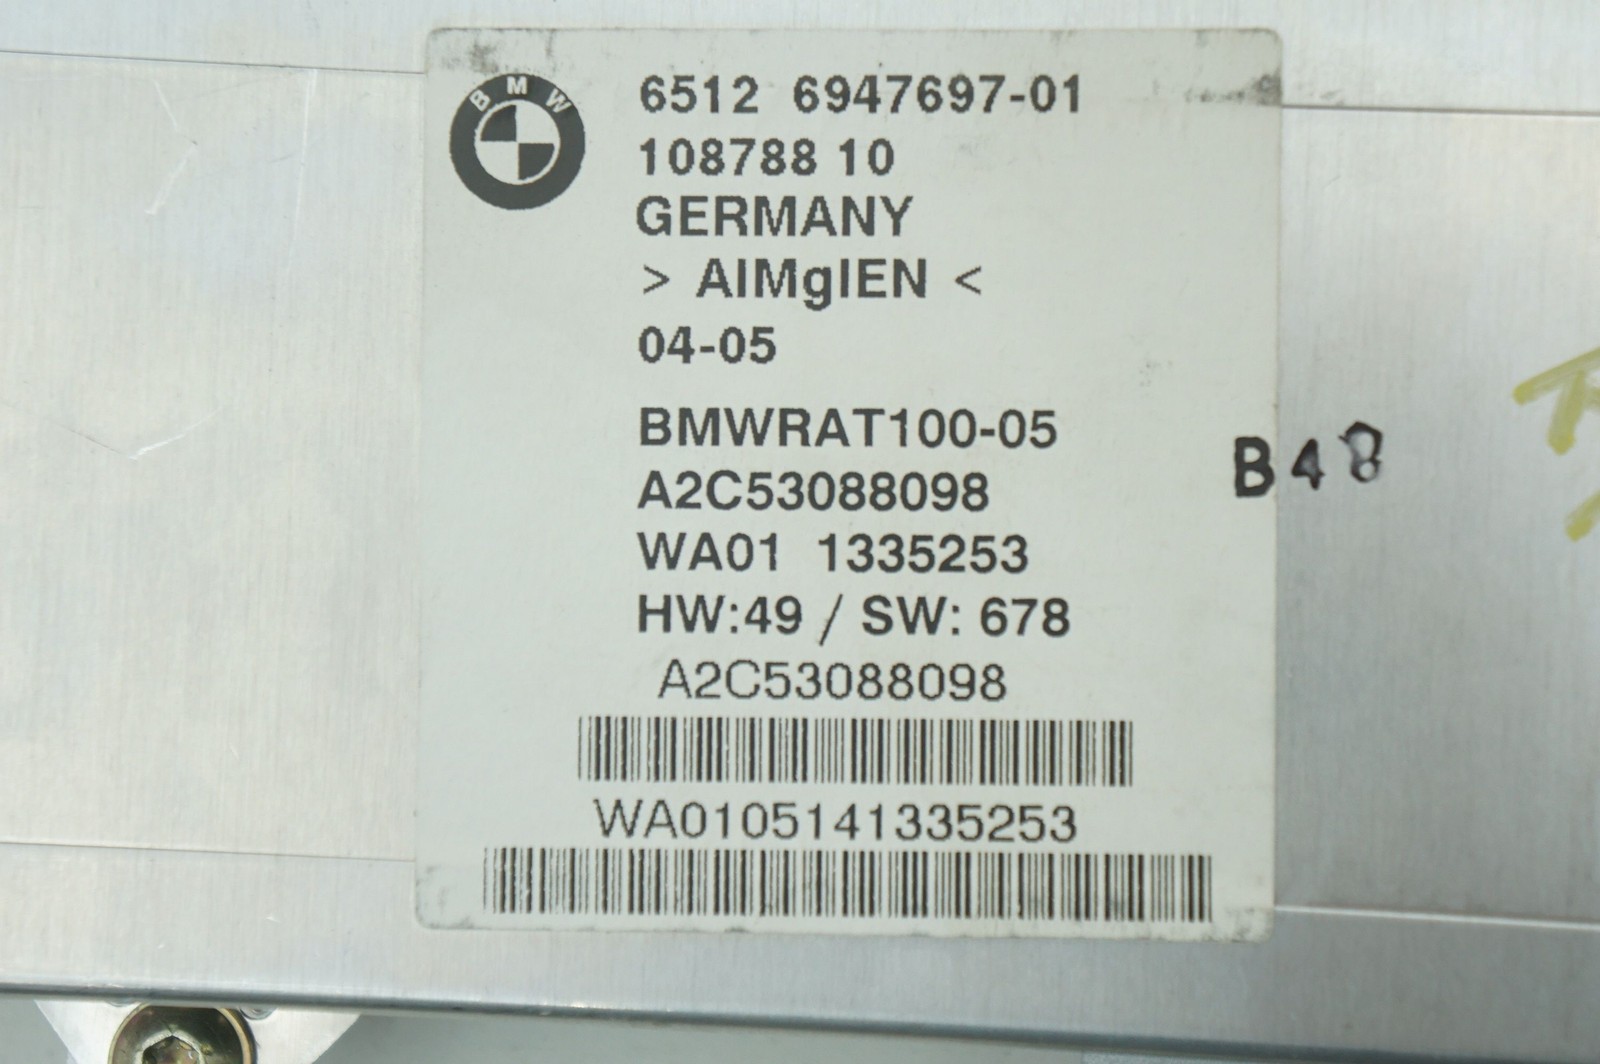 BMW
6512 6947697-01
108788 10
GERMANY
> AlMgIEN <
04-05
BMWRAT100-05
A2C53088098
WA01 1335253
HW:49 / SW: 678
A2C53088098
WA0105141335253
B48